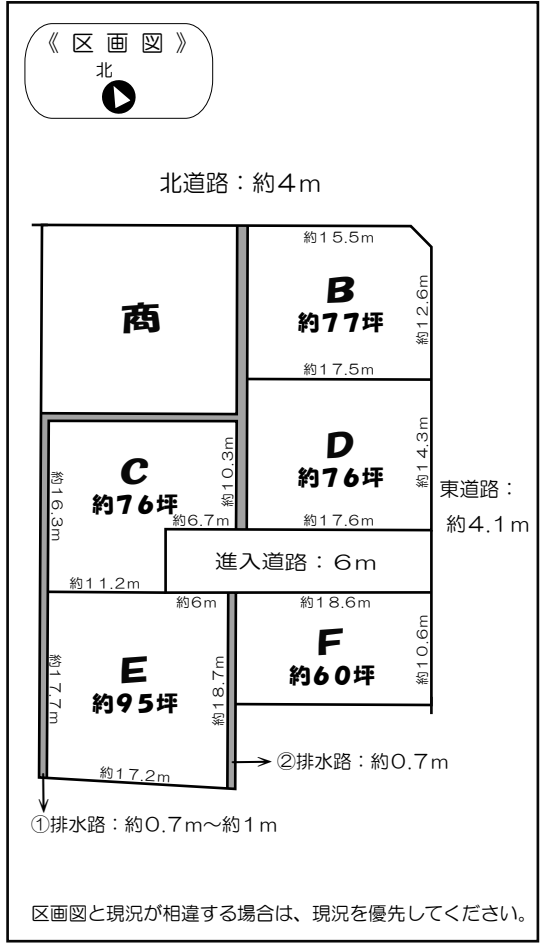 《 区 画 図 》
北
北道路：約4m
約15.5m
商
B
約77坪
約12.6m
約17.5m
C
約76坪
約16.3m
約10.3m
約6.7m
約11.2m
D
約76坪
約14.3m
約17.6m
東道路：
約4.1m
進入道路：6m
約6m
約18.6m
E
約95坪
約17.7m
約18.7m
約17.2m
F
約60坪
約10.6m
②排水路：約0.7m
①排水路：約0.7m～約1m
区画図と現況が相違する場合は、現況を優先してください。